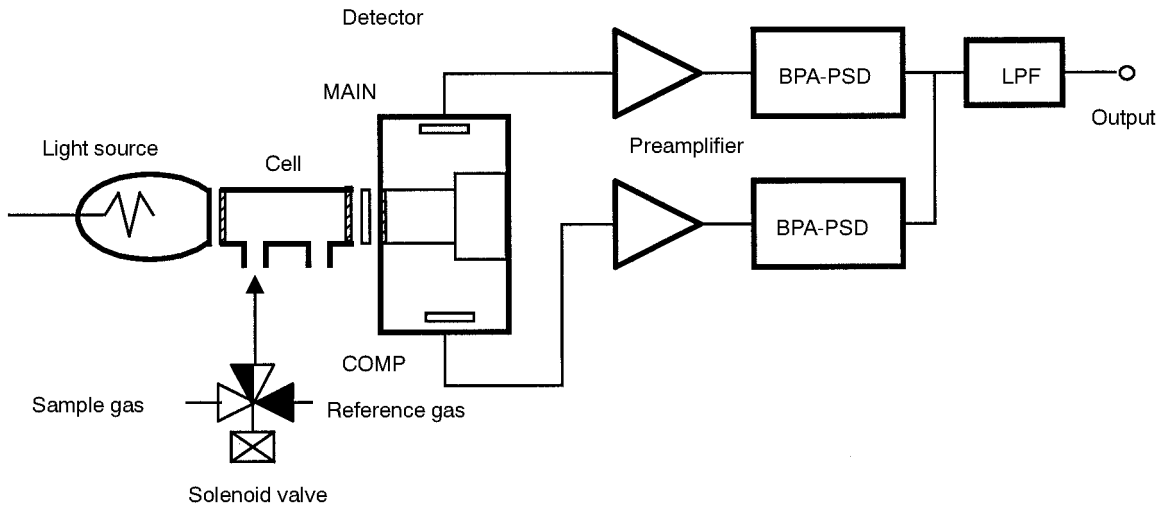 Detector
MAIN
BPA-PSD
LPF
Output
Light source
Cell
Preamplifier
BPA-PSD
COMP
Sample gas
Reference gas
Solenoid valve